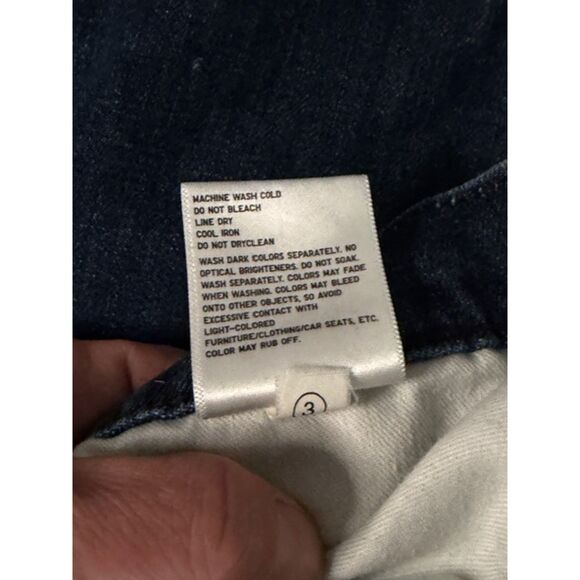 MACHINE WASH COLD
DO NOT BLEACH
LINE DRY
COOL IRON
DO NOT DRYCLEAN
WASH DARK COLORS SEPARATELY. NO
OPTICAL BRIGHTENERS. DO NOT SOAK.
WASH SEPARATELY. COLORS MAY FADE
WHEN WASHING. COLORS MAY BLEED
ONTO OTHER OBJECTS, SO AVOID
EXCESSIVE CONTACT WITH
LIGHT-COLORED
FURNITURE/CLOTHING/CAR SEATS, ETC.
COLOR MAY RUB OFF.
3